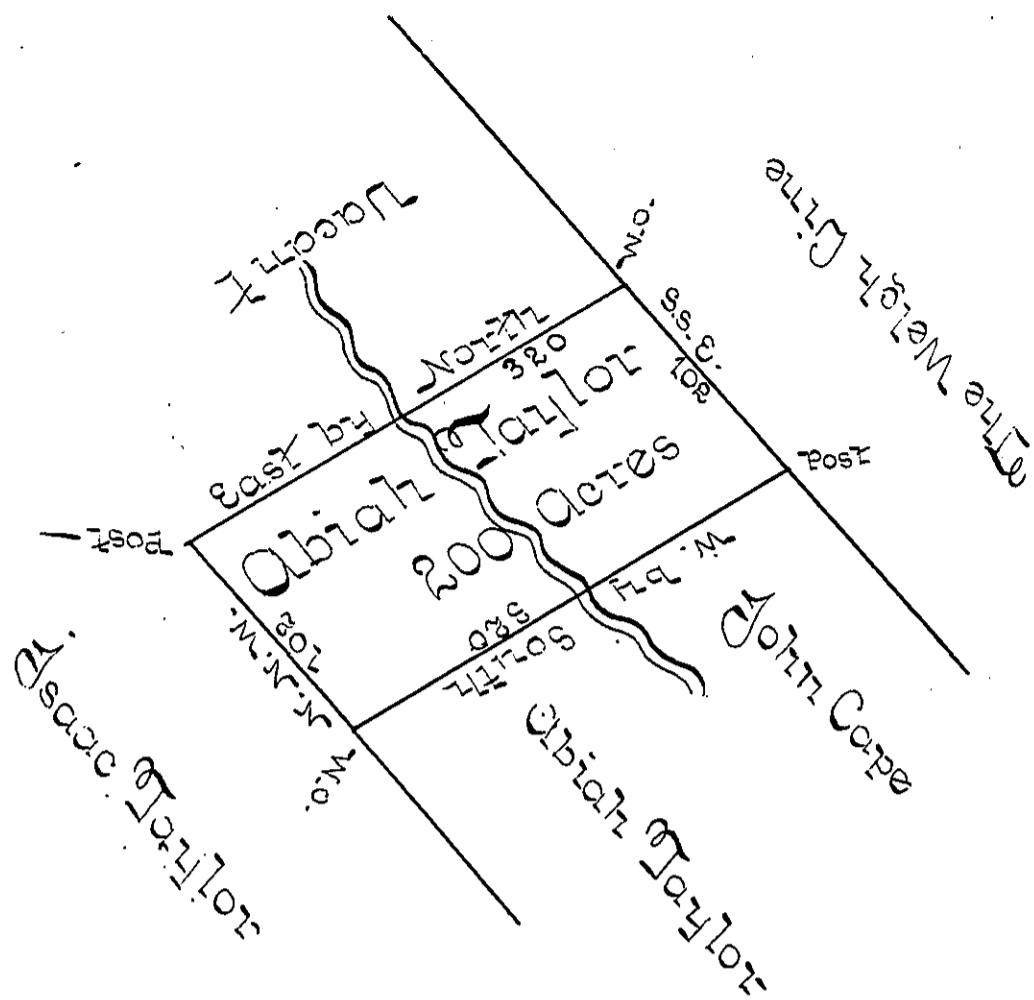 Vacant
W.O.
The Welsh Line
S.S.E.
102
North
320
East by
Post
Abiah Taylor
200 Acres
Post
W.
by
320
South
102
N.N.W.
W.O.
Isaac Taylor.
Abiah Taylor
John Cape